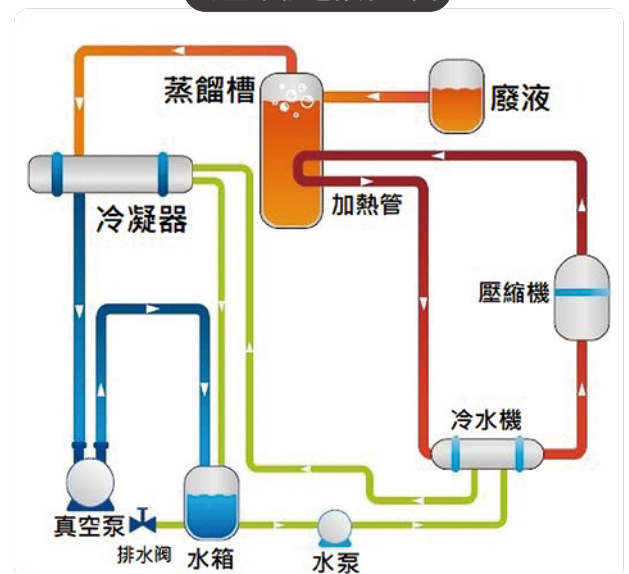 蒸餾槽
廢液
加熱管
冷凝器
壓縮機
冷水機
真空泵
排水阀
水箱
水泵